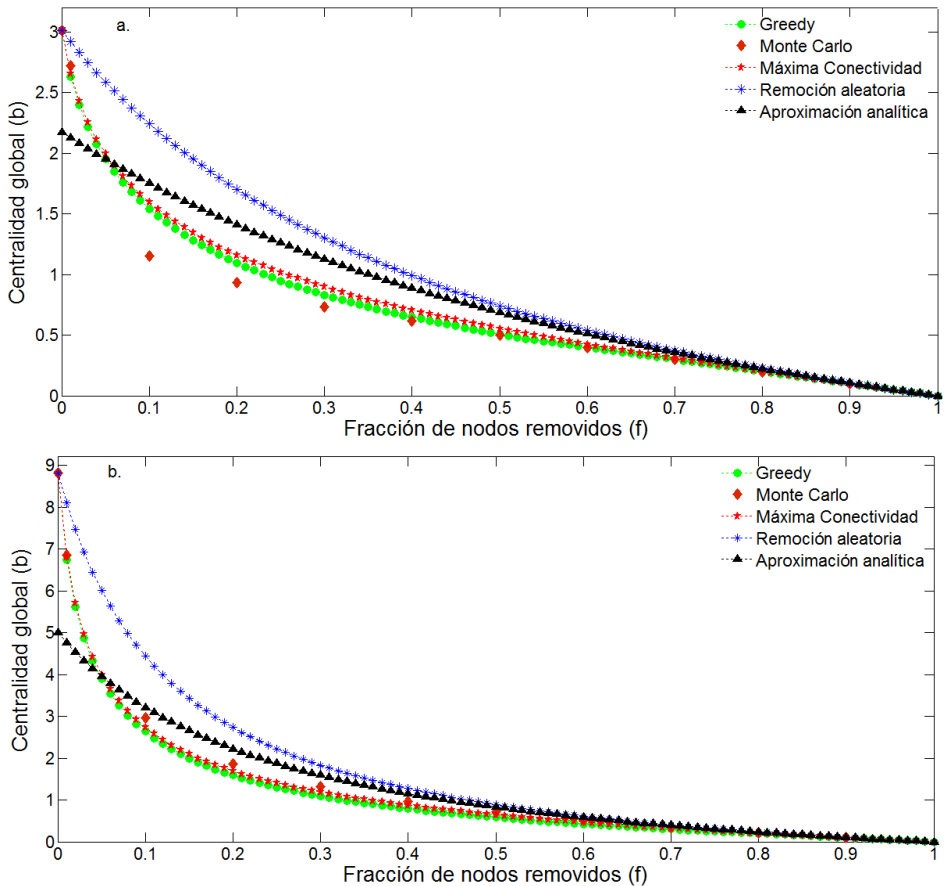 a.
Greedy
Monte Carlo
Máxima Conectividad
Remoción aleatoria
Aproximación analítica
Centralidad global (b)
3
2.5
2
1.5
1
0.5
0
0 0.1 0.2 0.3 0.4 0.5 0.6 0.7 0.8 0.9 1
Fracción de nodos removidos (f)
b.
Greedy
Monte Carlo
Máxima Conectividad
Remoción aleatoria
Aproximación analítica
Centralidad global (b)
9
8
7
6
5
4
3
2
1
0
0 0.1 0.2 0.3 0.4 0.5 0.6 0.7 0.8 0.9 1
Fracción de nodos removidos (f)